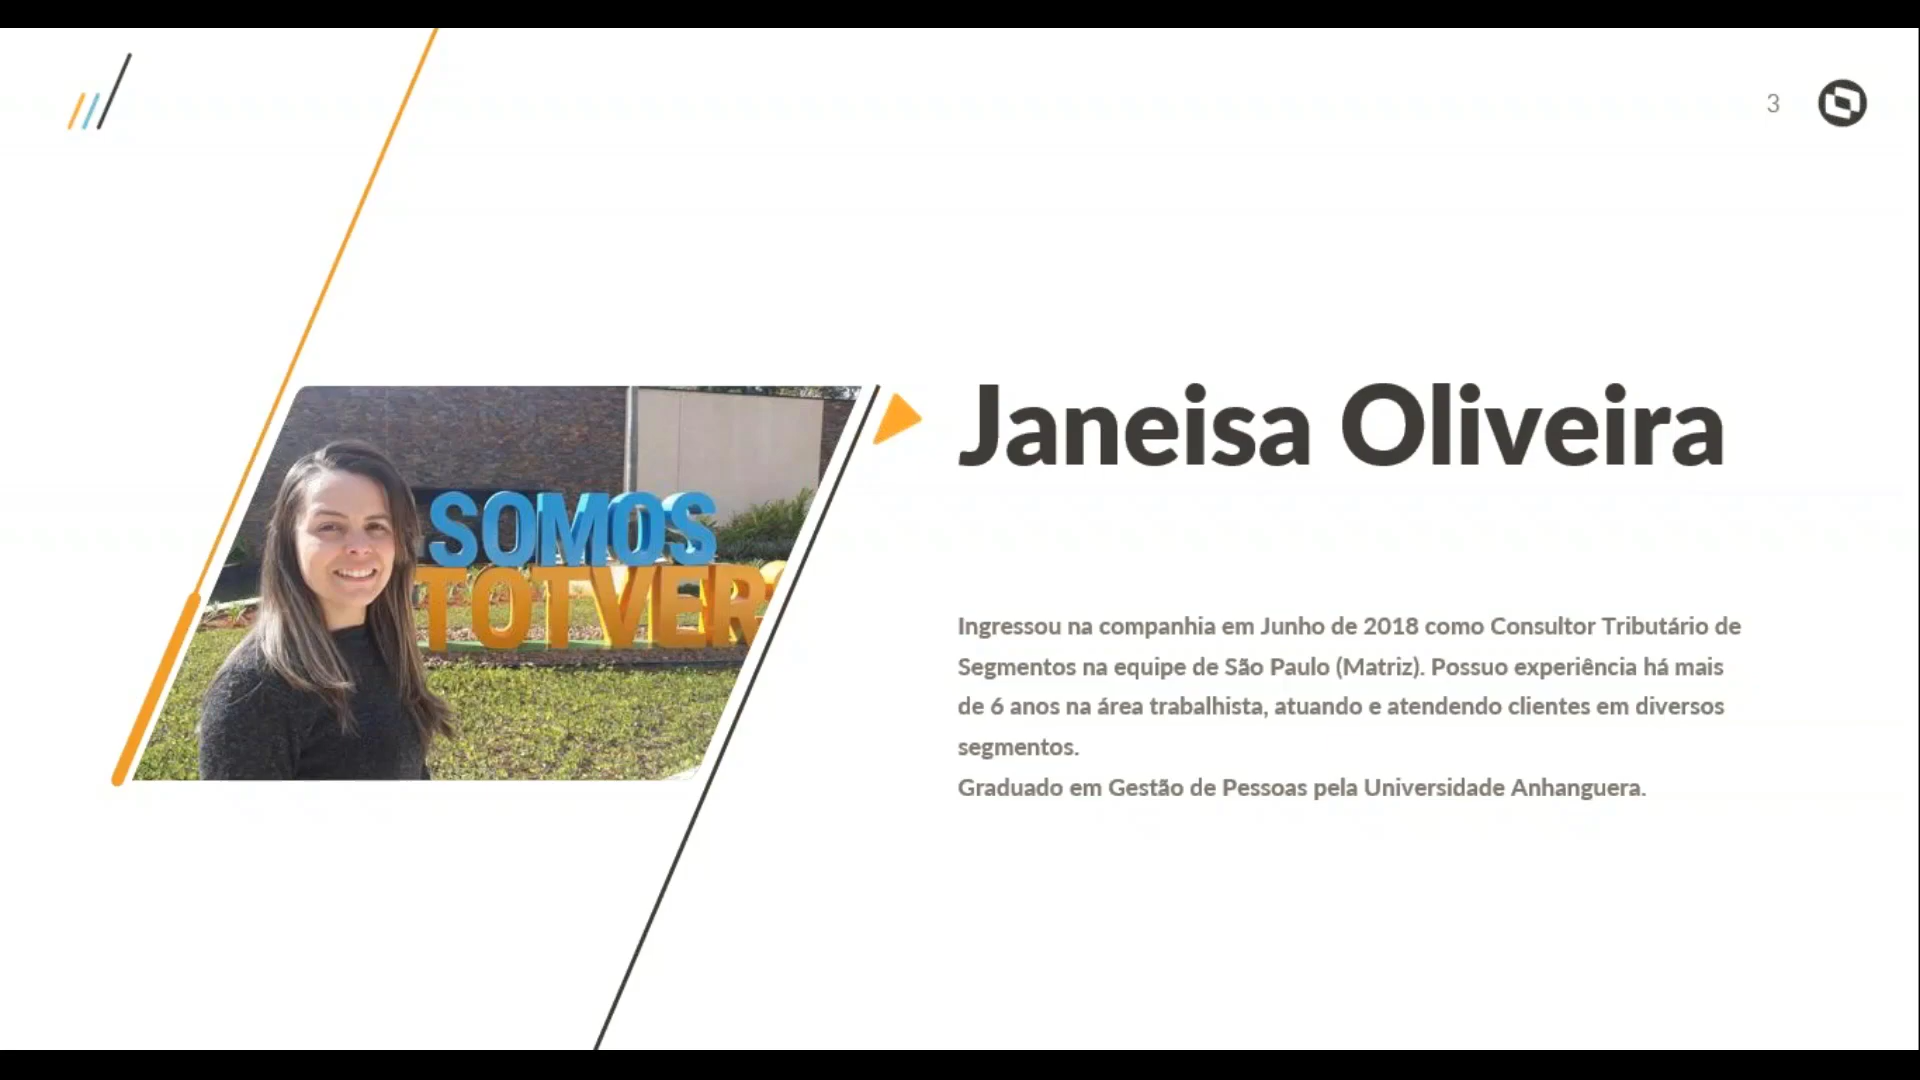 3
Janeisa Oliveira
SOMOS
TOTVER
Ingressou na companhia em Junho de 2018 como Consultor Tributário de
Segmentos na equipe de São Paulo (Matriz). Possuo experiência há mais
de 6 anos na área trabalhista, atuando e atendendo clientes em diversos
segmentos.
Graduado em Gestão de Pessoas pela Universidade Anhanguera.